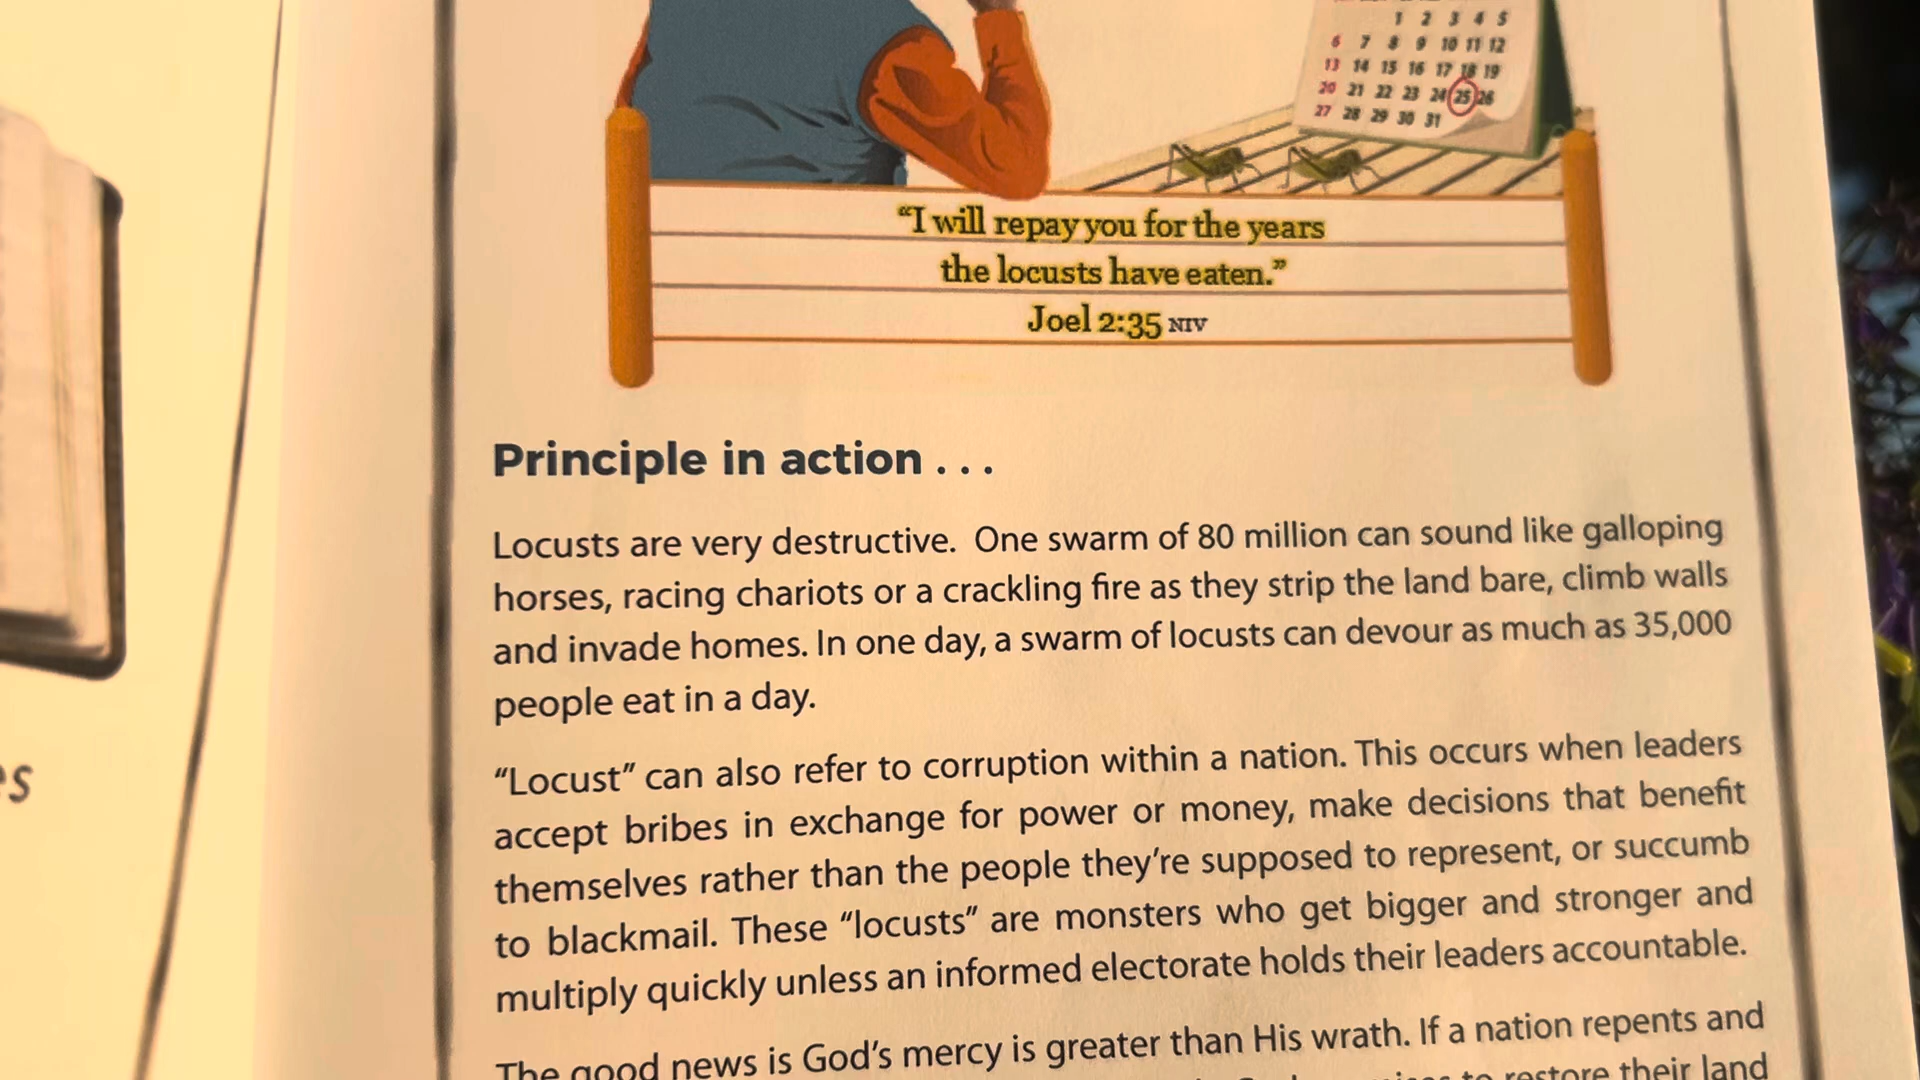 1 2 3 4 5
6 7 8 9 10 11 12
13 14 15 16 17 18 19
20 21 22 23 24 25 26
27 28 29 30 31
“I will repay you for the years
the locusts have eaten.”
Joel 2:35 NIV
Principle in action . . .
Locusts are very destructive. One swarm of 80 million can sound like galloping
horses, racing chariots or a crackling fire as they strip the land bare, climb walls
and invade homes. In one day, a swarm of locusts can devour as much as 35,000
people eat in a day.
“Locust” can also refer to corruption within a nation. This occurs when leaders
accept bribes in exchange for power or money, make decisions that benefit
themselves rather than the people they’re supposed to represent, or succumb
to blackmail. These “locusts” are monsters who get bigger and stronger and
multiply quickly unless an informed electorate holds their leaders accountable.
The good news is God’s mercy is greater than His wrath. If a nation repents and
to restore their land